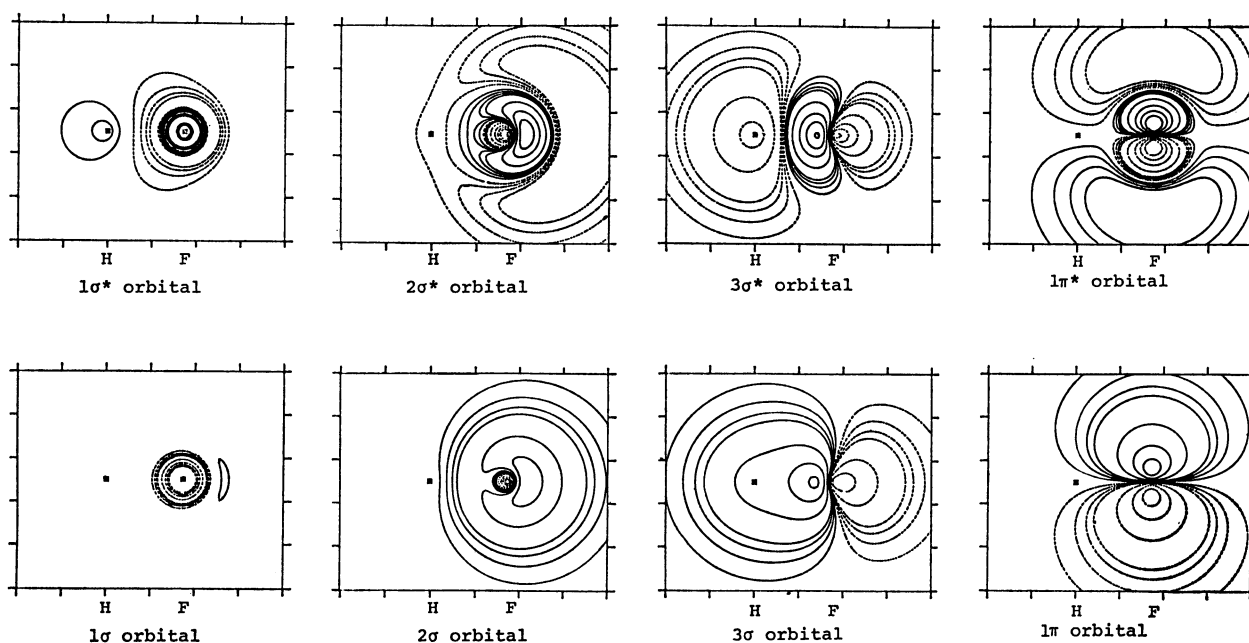 H F H F H F H F
1σ* orbital 2σ* orbital 3σ* orbital 1π* orbital
H F H F H F H F
1σ orbital 2σ orbital 3σ orbital 1π orbital